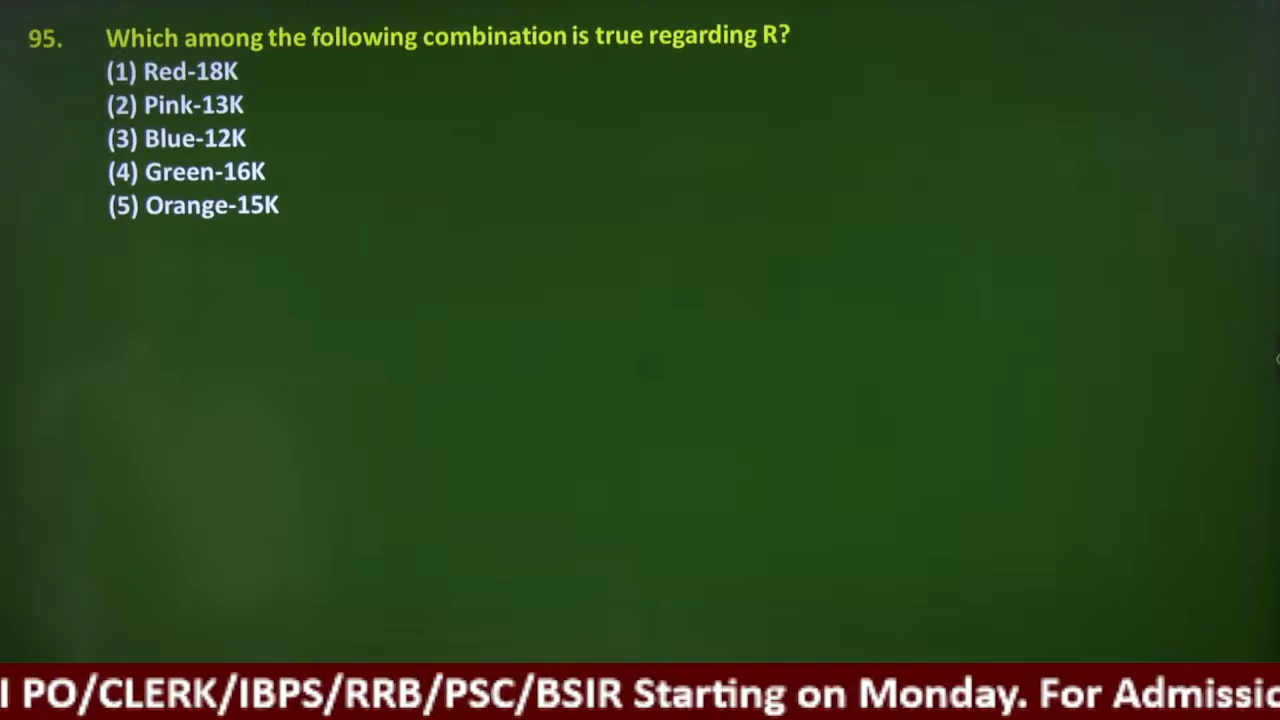 95. Which among the following combination is true regarding R?
(1) Red-18K
(2) Pink-13K
(3) Blue-12K
(4) Green-16K
(5) Orange-15K
I PO/CLERK/IBPS/RRB/PSC/BSIR Starting on Monday. For Admissic